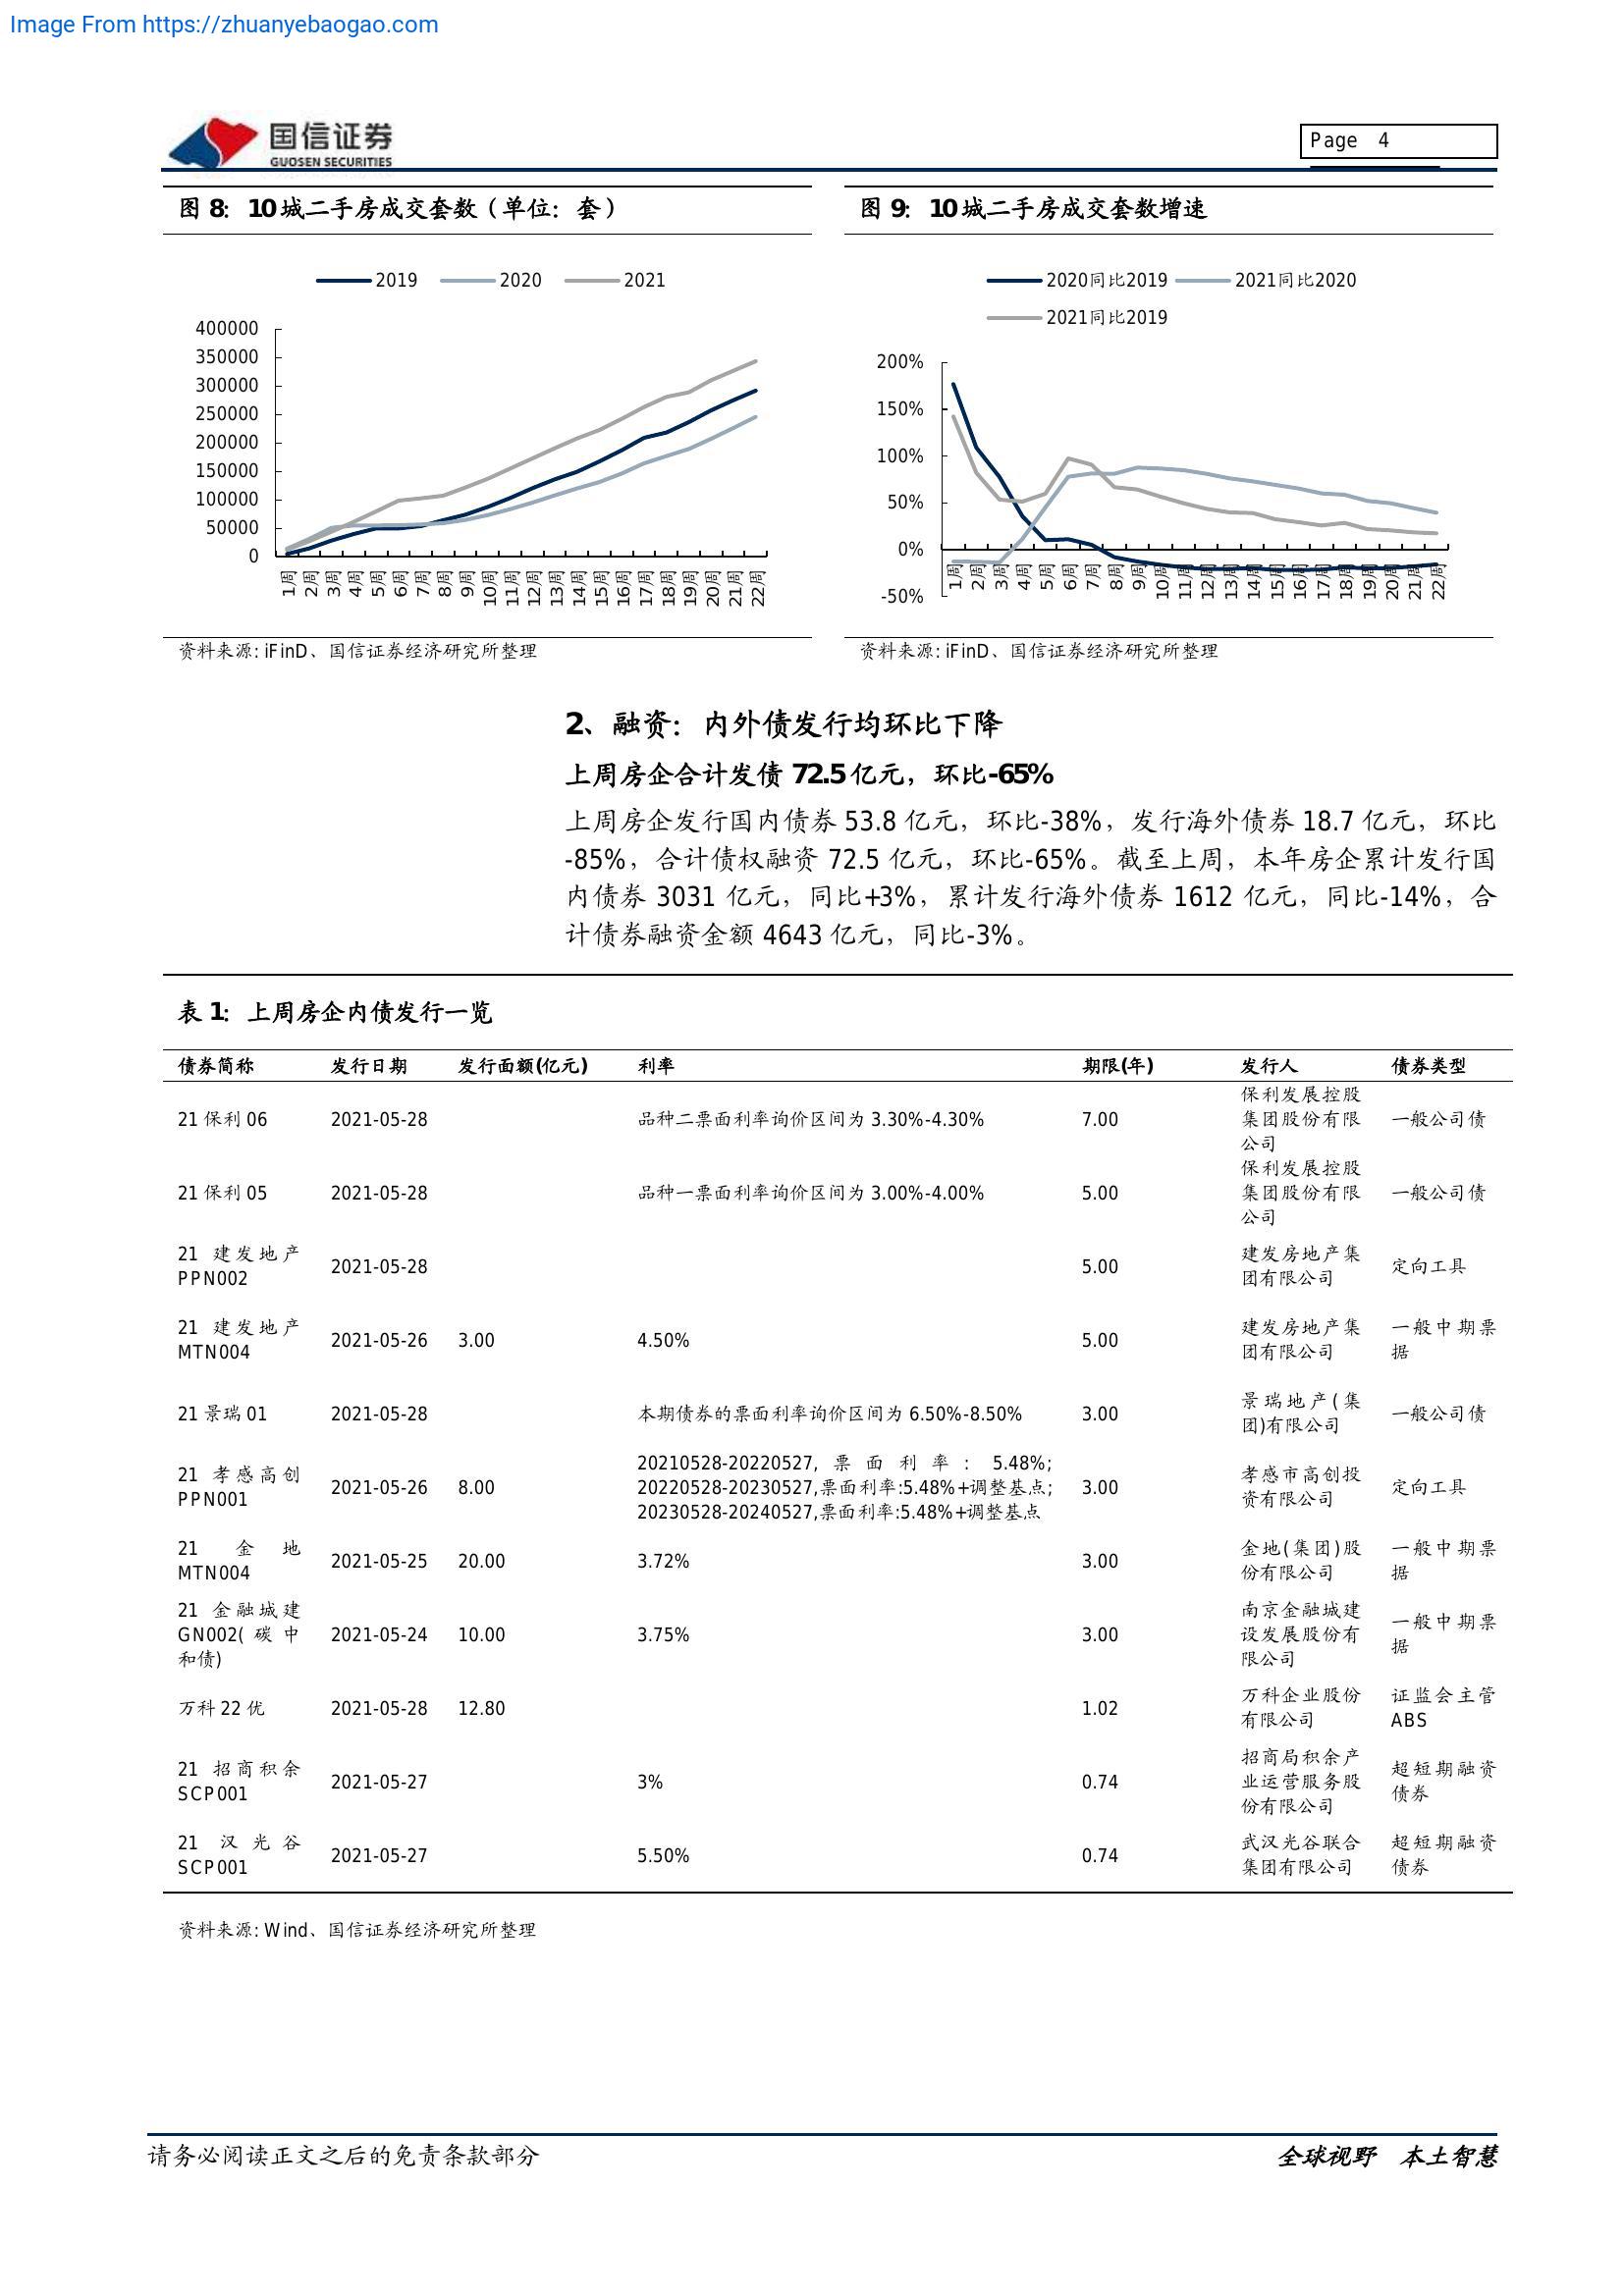 Image From https://zhuanyebaogao.com
国信证券
GUOSEN SECURITIES
Page 4
图 8：10 城二手房成交套数（单位：套）
2019 2020 2021
400000
350000
300000
250000
200000
150000
100000
50000
0
1周 2周 3周 4周 5周 6周 7周 8周 9周 10周 11周 12周 13周 14周 15周 16周 17周 18周 19周 20周 21周 22周
资料来源: iFinD、国信证券经济研究所整理
图 9：10 城二手房成交套数增速
2020同比2019 2021同比2020
2021同比2019
200%
150%
100%
50%
0%
-50%
1周 2周 3周 4周 5周 6周 7周 8周 9周 10周 11周 12周 13周 14周 15周 16周 17周 18周 19周 20周 21周 22周
资料来源: iFinD、国信证券经济研究所整理
2、融资：内外债发行均环比下降
上周房企合计发债 72.5 亿元，环比-65%
上周房企发行国内债券 53.8 亿元，环比-38%，发行海外债券 18.7 亿元，环比
-85%，合计债权融资 72.5 亿元，环比-65%。截至上周，本年房企累计发行国
内债券 3031 亿元，同比+3%，累计发行海外债券 1612 亿元，同比-14%，合
计债券融资金额 4643 亿元，同比-3%。
表 1：上周房企内债发行一览
债券简称 发行日期 发行面额(亿元) 利率 期限(年) 发行人 债券类型
保利发展控股
21 保利 06 2021-05-28 品种二票面利率询价区间为 3.30%-4.30% 7.00 集团股份有限 一般公司债
公司
保利发展控股
21 保利 05 2021-05-28 品种一票面利率询价区间为 3.00%-4.00% 5.00 集团股份有限 一般公司债
公司
21 建发地产
PPN002 2021-05-28 5.00 建发房地产集
团有限公司 定向工具
21 建发地产
MTN004 2021-05-26 3.00 4.50% 5.00 建发房地产集
团有限公司 一般中期票
据
21 景瑞 01 2021-05-28 本期债券的票面利率询价区间为 6.50%-8.50% 3.00 景瑞地产(集
团)有限公司 一般公司债
21 孝感高创
PPN001 2021-05-26 8.00 20210528-20220527,票面利率: 5.48%;
20220528-20230527,票面利率:5.48%+调整基点;
20230528-20240527,票面利率:5.48%+调整基点 3.00 孝感市高创投
资有限公司 定向工具
21 金地
MTN004 2021-05-25 20.00 3.72% 3.00 金地(集团)股
份有限公司 一般中期票
据
21 金融城建
GN002(碳中
和债) 2021-05-24 10.00 3.75% 3.00 南京金融城建
设发展股份有
限公司 一般中期票
据
万科 22 优 2021-05-28 12.80 1.02 万科企业股份
有限公司 证监会主管
ABS
21 招商积余
SCP001 2021-05-27 3% 0.74 招商局积余产
业运营服务股
份有限公司 超短期融资
债券
21 汉光谷
SCP001 2021-05-27 5.50% 0.74 武汉光谷联合
集团有限公司 超短期融资
债券
资料来源: Wind、国信证券经济研究所整理
请务必阅读正文之后的免责条款部分 全球视野 本土智慧